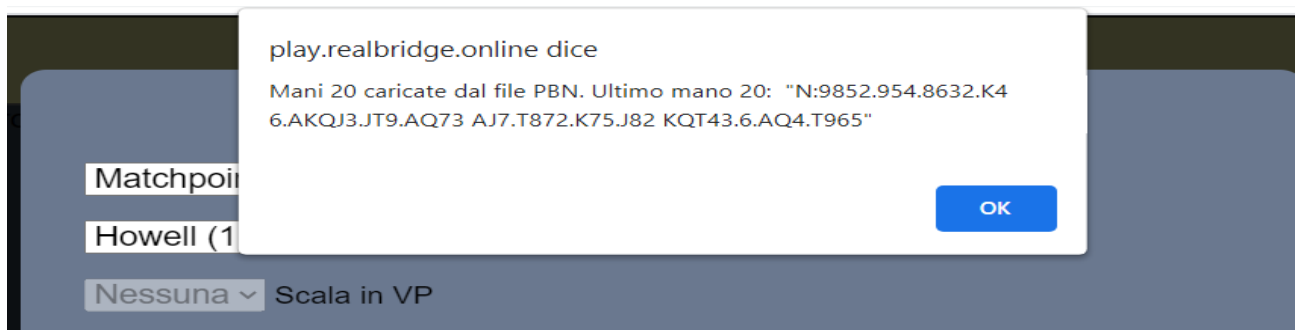 play.realbridge.online dice
Mani 20 caricate dal file PBN. Ultimo mano 20: "N:9852.954.8632.K4
6.AKQJ3.JT9.AQ73 AJ7.T872.K75.J82 KQT43.6.AQ4.T965"
OK
Matchpoi
Howell (1
Nessuna
Scala in VP